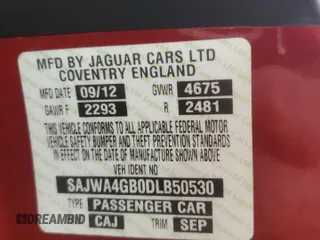 MFD BY JAGUAR CARS LTD
COVENTRY ENGLAND
MFD DATE 09/12 GVWR 4675
GAWR F 2293 R 2481
THIS VEHICLE CONFORMS TO ALL APPLICABLE FEDERAL MOTOR
VEHICLE SAFETY BUMPER AND THEFT PREVENTION STANDARDS
IN EFFECT ON THE DATE OF MANUFACTURE SHOWN ABOVE
VEH IDENT NO
SAJWA4GB0DLB50530
TYPE PASSENGER CAR
CAJ TRIM SEP
DREAMBID